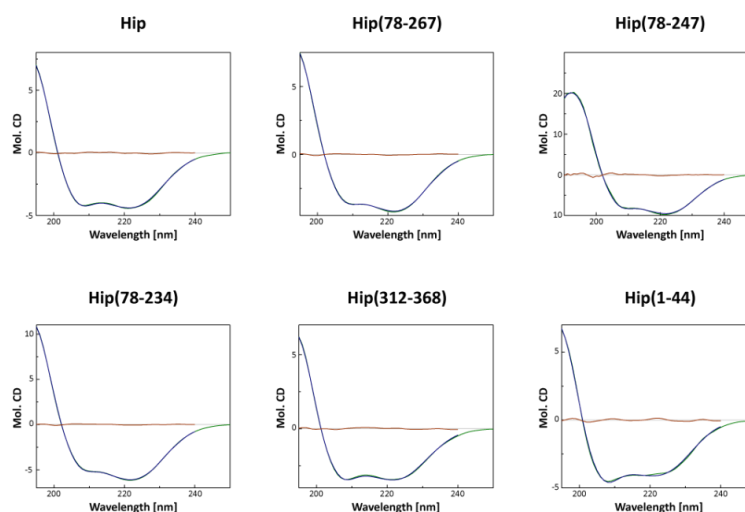 Hip
Hip(78-267)
Hip(78-247)
5
0
-5
Mol. CD
200
220
240
Wavelength [nm]
5
0
Mol. CD
200
220
240
Wavelength [nm]
20
10
0
10
Mol. CD
200
220
240
Wavelength [nm]
Hip(78-234)
Hip(312-368)
Hip(1-44)
10
5
0
-5
Mol. CD
200
220
240
Wavelength [nm]
5
0
Mol. CD
200
220
240
Wavelength [nm]
5
0
-5
Mol. CD
200
220
240
Wavelength [nm]